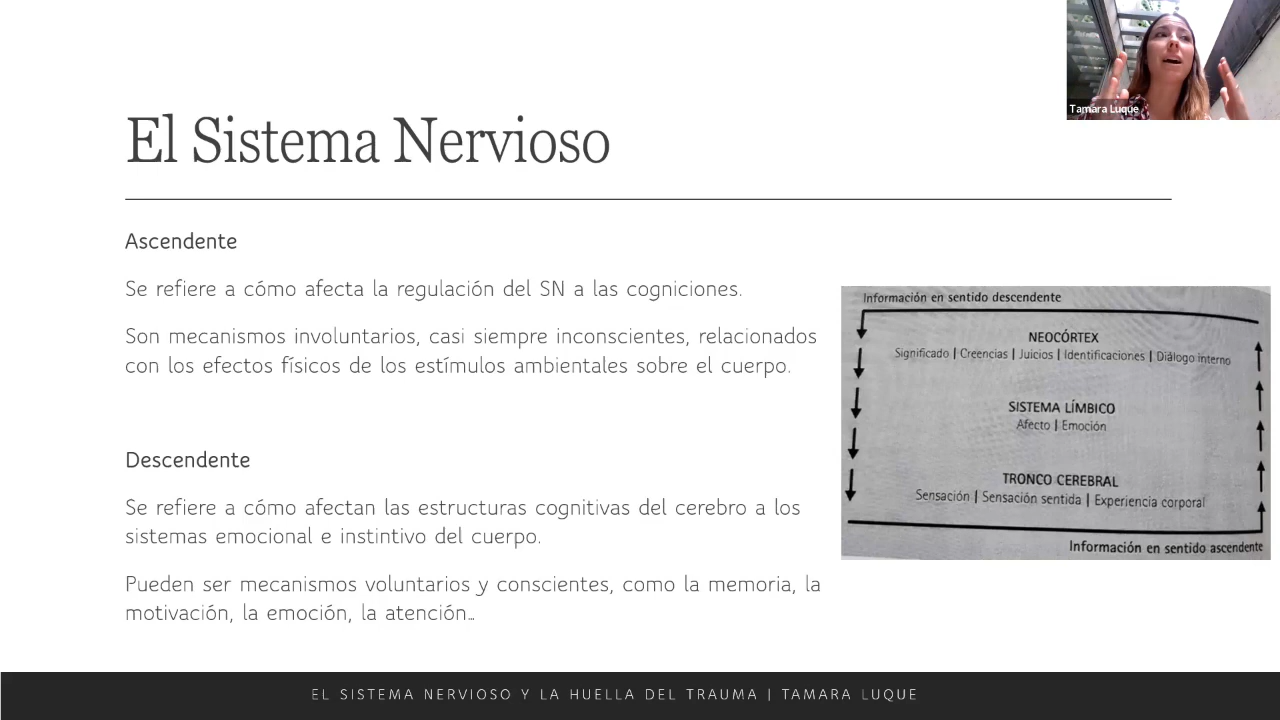 Tamara Luque
El Sistema Nervioso
Ascendente
Se refiere a cómo afecta la regulación del SN a las cogniciones.
Son mecanismos involuntarios, casi siempre inconscientes, relacionados
con los efectos físicos de los estímulos ambientales sobre el cuerpo.
Descendente
Se refiere a cómo afectan las estructuras cognitivas del cerebro a los
sistemas emocional e instintivo del cuerpo.
Pueden ser mecanismos voluntarios y conscientes, como la memoria, la
motivación, la emoción, la atención…
Información en sentido descendente
NEOCÓRTEX
Significado | Creencias | Juicios | Identificaciones | Diálogo interno
SISTEMA LÍMBICO
Afecto | Emoción
TRONCO CEREBRAL
Sensación | Sensación sentida | Experiencia corporal
Información en sentido ascendente
EL SISTEMA NERVIOSO Y LA HUELLA DEL TRAUMA | TAMARA LUQUE